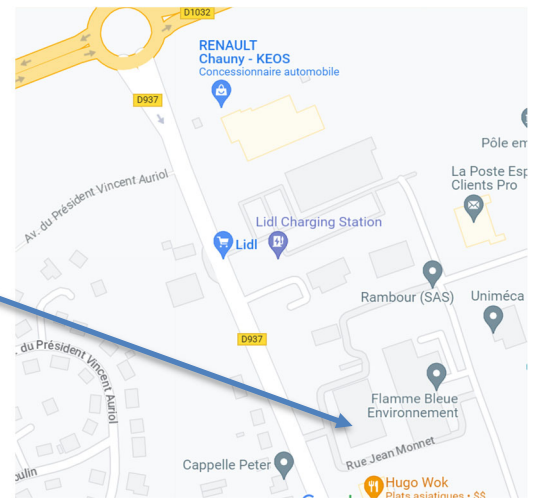 D1032
RENAULT
Chauny - KEOS
Concessionnaire automobile
D937
Pôle em
La Poste Esp
Clients Pro
Av. du Président Vincent Auriol
Lidl Charging Station
Lidl
Rambour (SAS)
Uniméca
D937
du Président Vincent Auriol
Flamme Bleue
Environnement
Rue Jean Monnet
Cappelle Peter
ulin
Hugo Wok
Plats asiatiques • $$